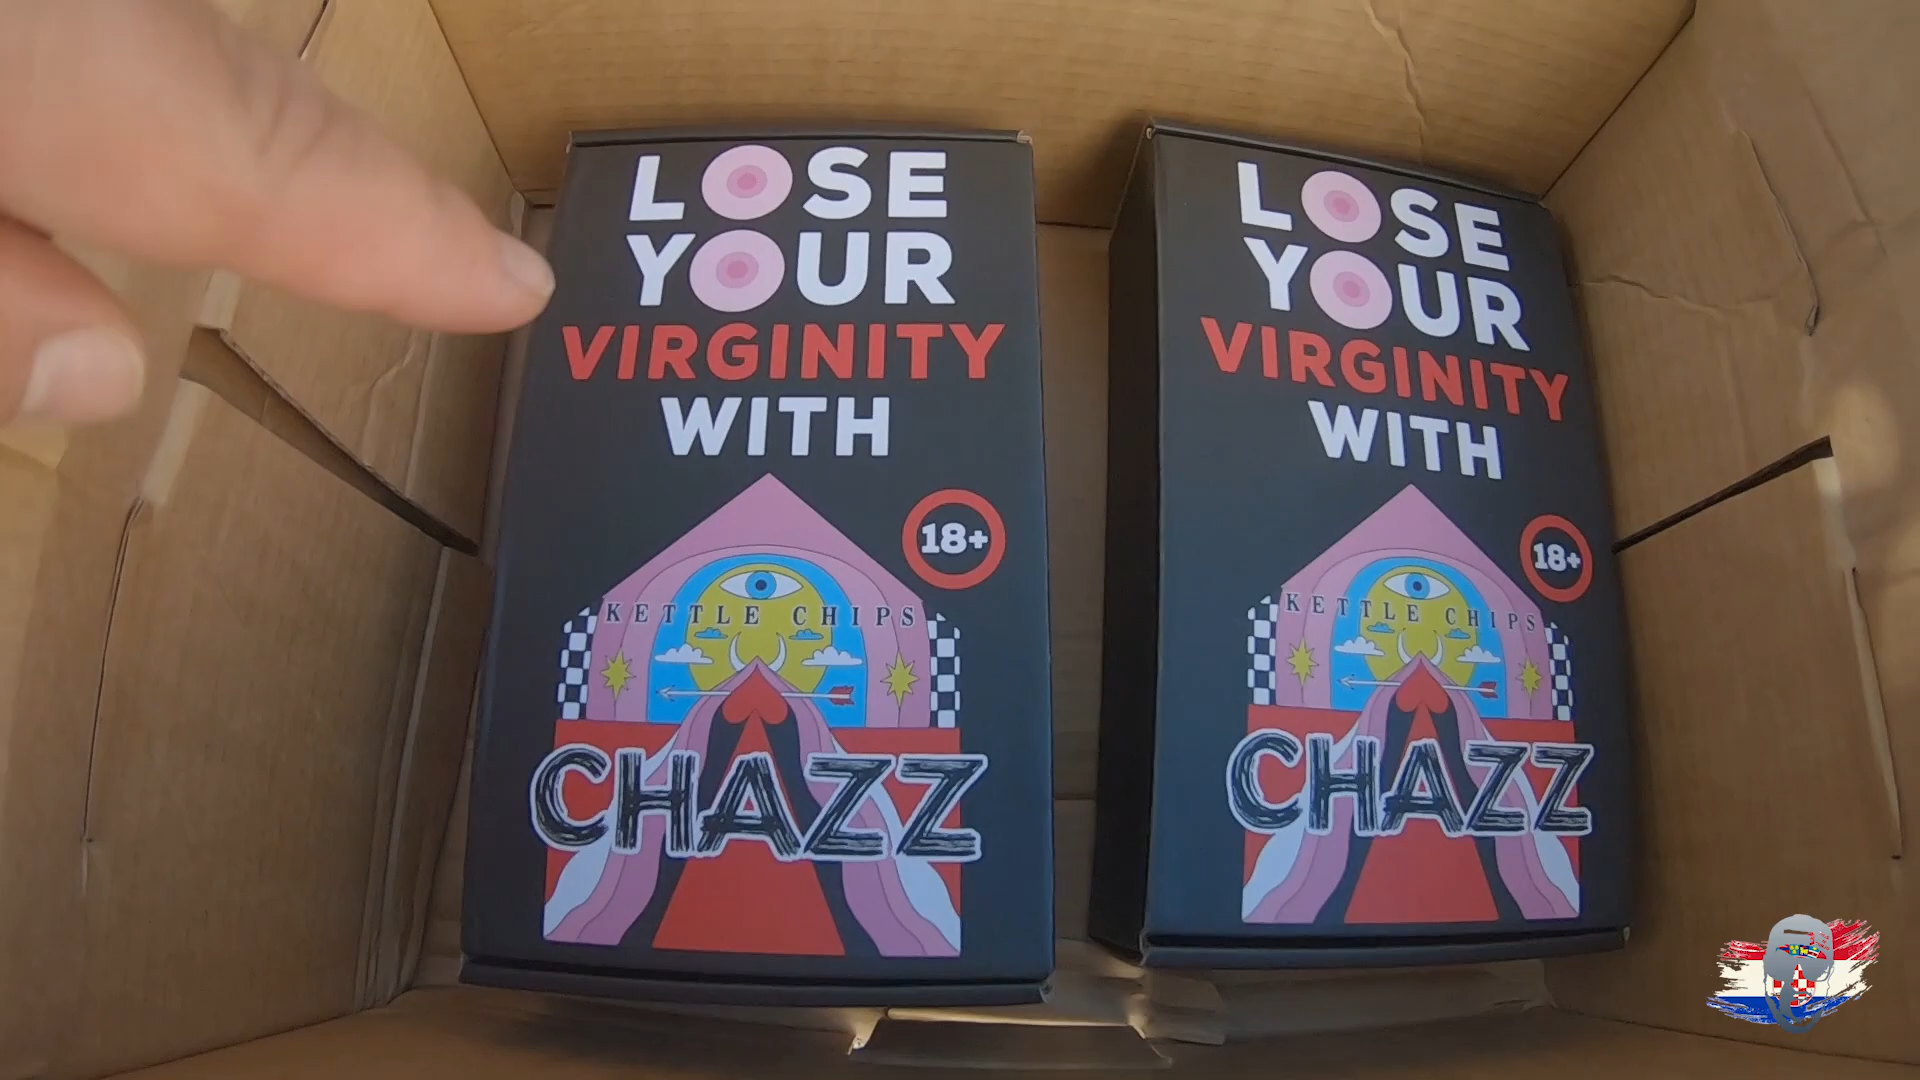 LOSE
YOUR
VIRGINITY
WITH
18+
KETTLE CHIPS
CHAZZ
LOSE
YOUR
VIRGINITY
WITH
18+
KETTLE CHIPS
CHAZZ